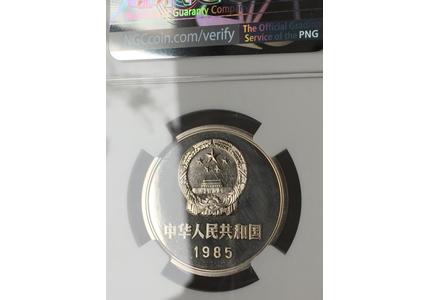 Guaranty Company
NGCcoin.com/verify
The Official Grading
Service of the PNG
中华人民共和国
1985